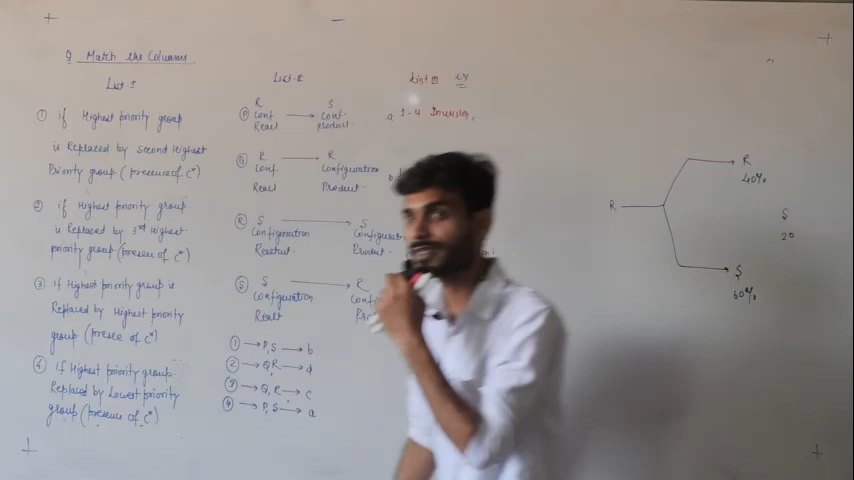 Q Match the Columns
List-I
① if Highest priority group
is Replaced by second Highest
Priority group (presence of C*)
② if Highest priority group
is Replaced by 3rd Highest
priority group (presence of C*)
③ if Highest priority group is
Replaced by Highest priority
group (presece of C*)
④ If Highest priority group
Replaced by Lowest priority
group (presence of C*)
List-II
Ⓟ R → S
Conf Conf-
React product.
Ⓠ R → R
Conf Configuration
React Product.
Ⓡ S → S
Configuration
Reactant. Product.
Ⓢ S → R
Configuration
React
① → P, S → b
② → Q, R → d
③ → Q, R → c
④ → P, S → a
List III
a 1-4 Inversion,
b
R
R
40%
S
60%
S
20